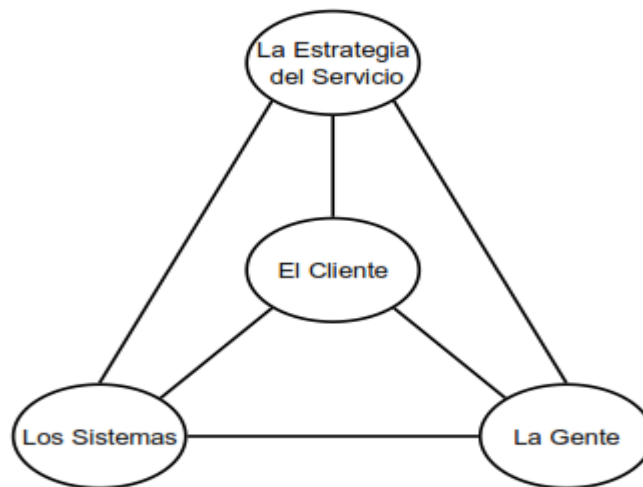 La Estrategia
del Servicio
El Cliente
Los Sistemas
La Gente